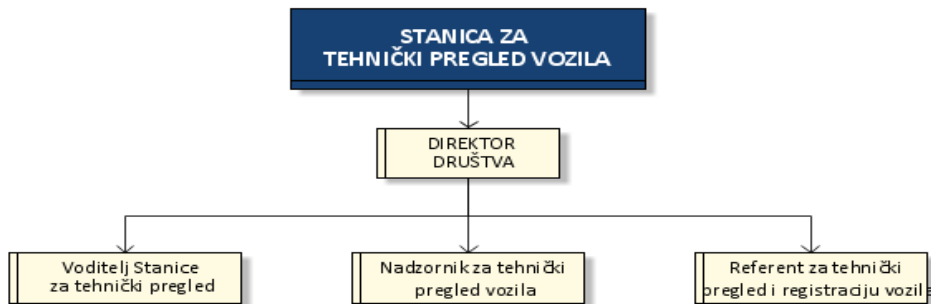 STANICA ZA
TEHNIČKI PREGLED VOZILA
DIREKTOR
DRUŠTVA
Voditelj Stanice
za tehnički pregled
Nadzornik za tehnički
pregled vozila
Referent za tehnički
pregled i registraciju vozila